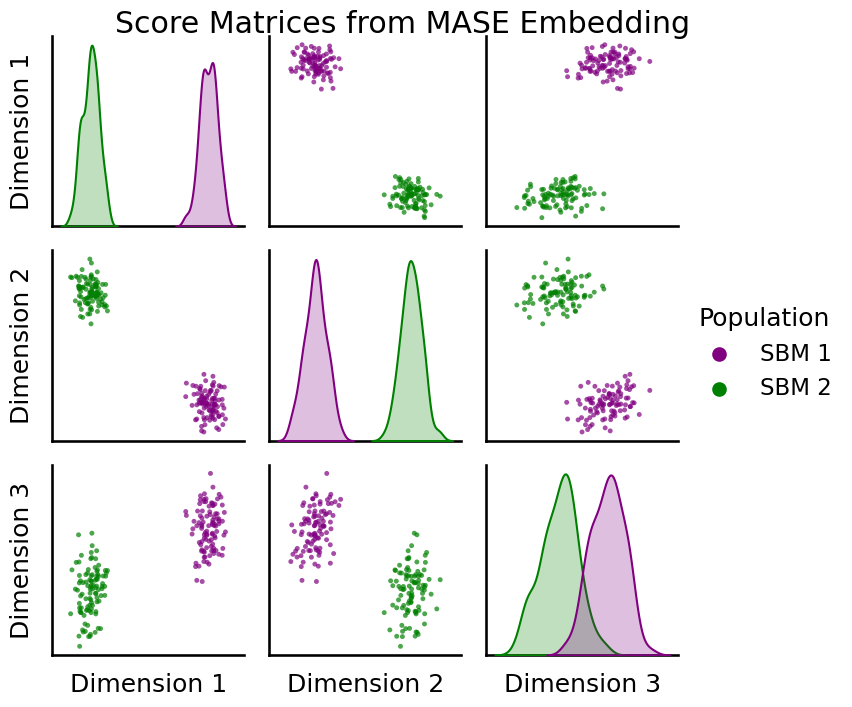 Score Matrices from MASE Embedding
Dimension 1
Dimension 2
Dimension 3
Population
SBM 1
SBM 2
Dimension 1
Dimension 2
Dimension 3